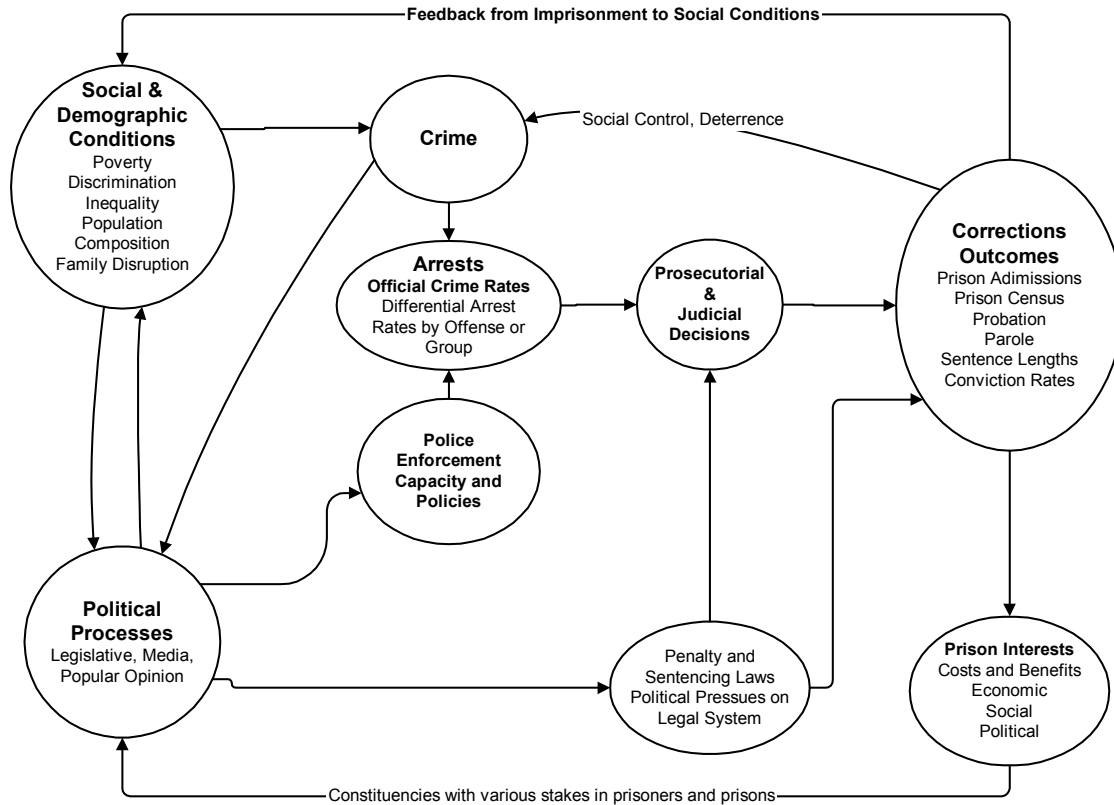 Feedback from Imprisonment to Social Conditions
Social &
Demographic
Conditions
Poverty
Discrimination
Inequality
Population
Composition
Family Disruption
Crime
Social Control, Deterrence
Arrests
Official Crime Rates
Differential Arrest
Rates by Offense or
Group
Prosecutorial
&
Judicial
Decisions
Corrections
Outcomes
Prison Adimissions
Prison Census
Probation
Parole
Sentence Lengths
Conviction Rates
Police
Enforcement
Capacity and
Policies
Political
Processes
Legislative, Media,
Popular Opinion
Penalty and
Sentencing Laws
Political Pressues on
Legal System
Prison Interests
Costs and Benefits
Economic
Social
Political
Constituencies with various stakes in prisoners and prisons